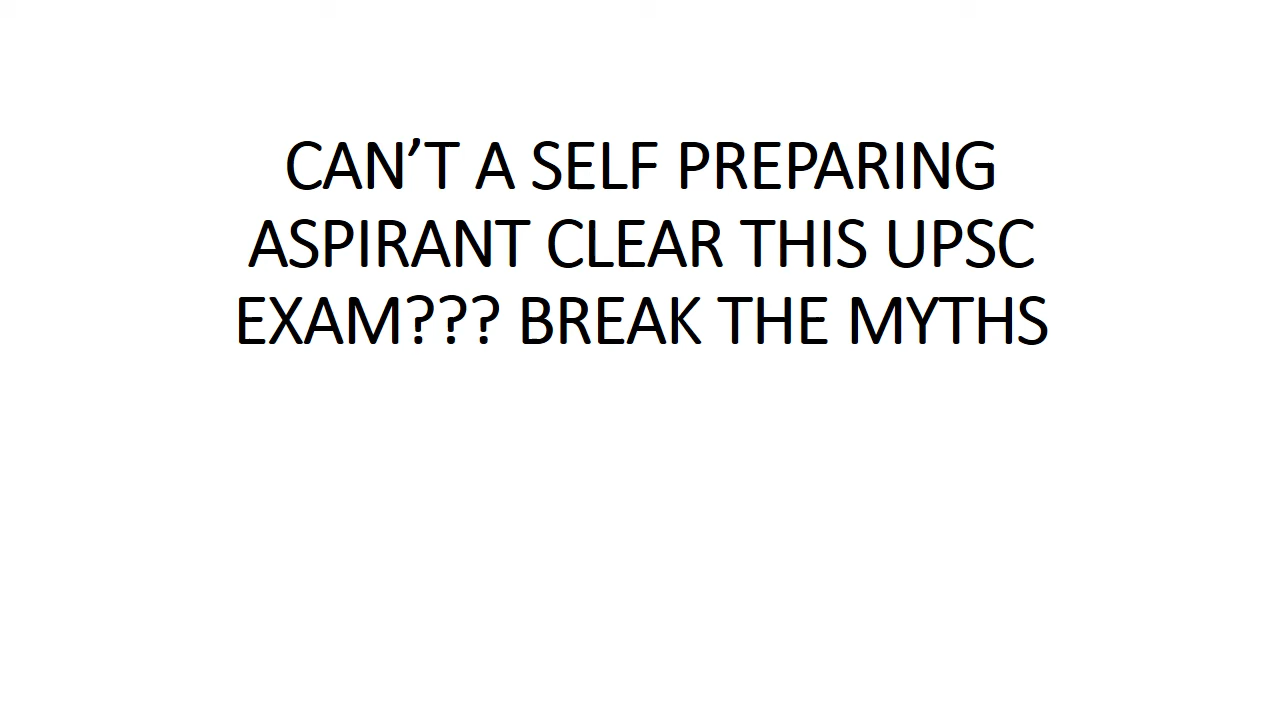 CAN’T A SELF PREPARING
ASPIRANT CLEAR THIS UPSC
EXAM??? BREAK THE MYTHS